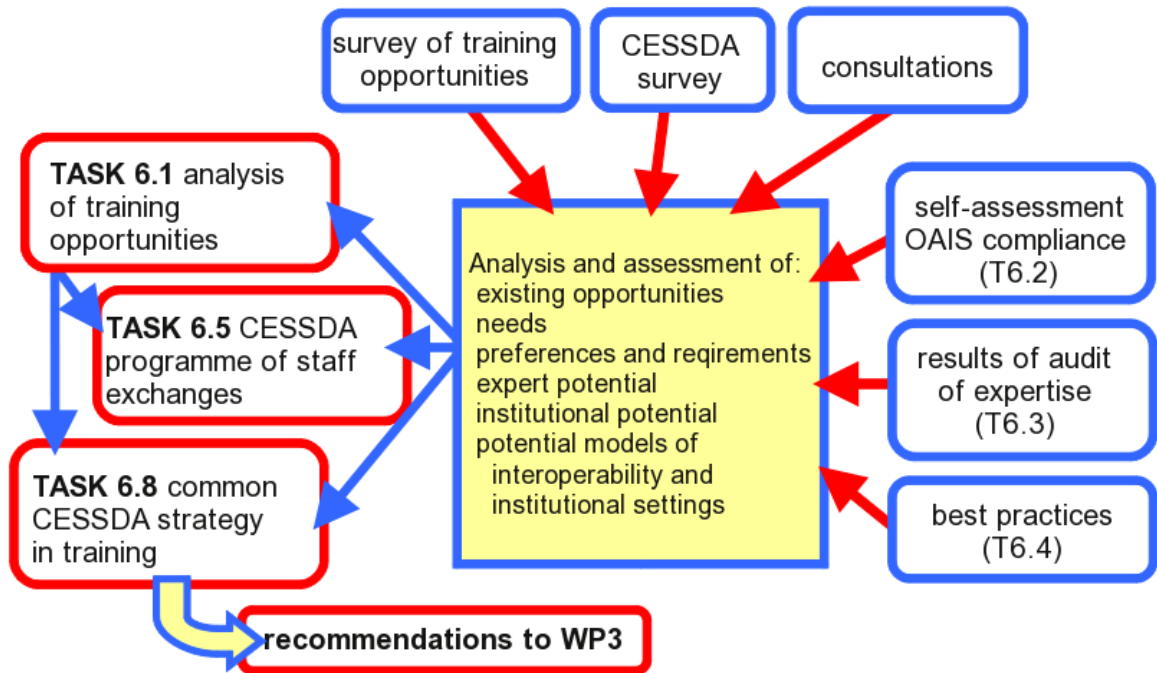 survey of training
opportunities
CESSDA
survey
consultations
TASK 6.1 analysis
of training
opportunities
TASK 6.5 CESSDA
programme of staff
exchanges
TASK 6.8 common
CESSDA strategy
in training
recommendations to WP3
Analysis and assessment of:
existing opportunities
needs
preferences and reqirements
expert potential
institutional potential
potential models of
interoperability and
institutional settings
self-assessment
OAIS compliance
(T6.2)
results of audit
of expertise
(T6.3)
best practices
(T6.4)